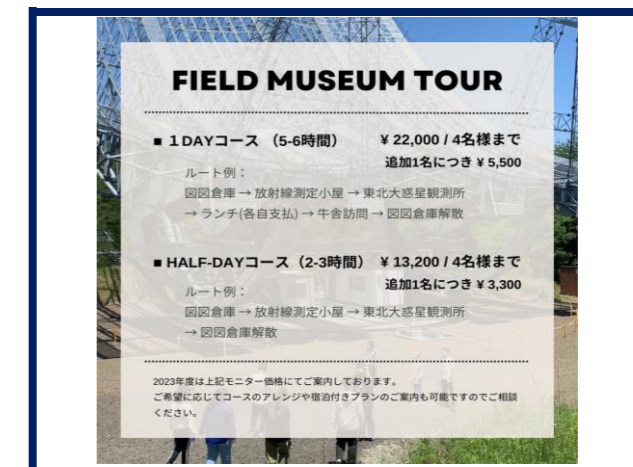 FIELD MUSEUM TOUR
■ １DAYコース （5-6時間） ¥ 22,000 / 4名様まで
追加1名につき ¥ 5,500
ルート例：
図図倉庫 → 放射線測定小屋 → 東北大惑星観測所
→ ランチ(各自支払) → 牛舎訪問 → 図図倉庫解散
■ HALF-DAYコース（2-3時間） ¥ 13,200 / 4名様まで
追加1名につき ¥ 3,300
ルート例：
図図倉庫 → 放射線測定小屋 → 東北大惑星観測所
→ 図図倉庫解散
2023年度は上記モニター価格にてご案内しております。
ご希望に応じてコースのアレンジや宿泊付きプランのご案内も可能ですのでご相談
ください。